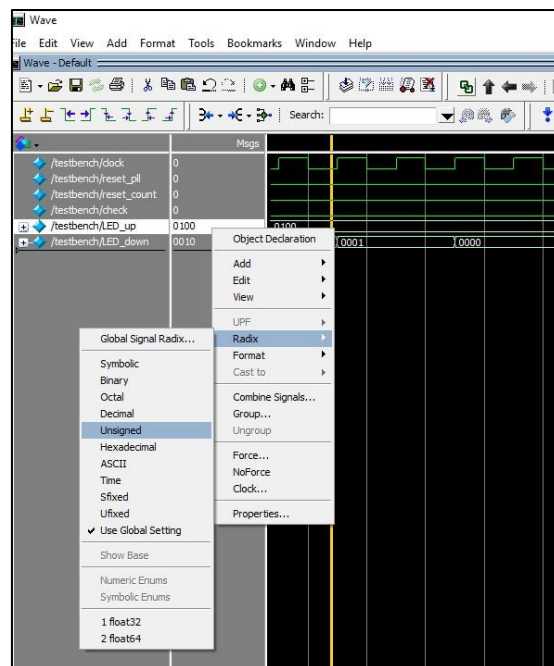 Wave
File Edit View Add Format Tools Bookmarks Window Help
Wave - Default
Search:
Msgs
/testbench/clock 0
/testbench/reset_pll 0
/testbench/reset_count 0
/testbench/check 0
/testbench/LED_up 0100 0100
/testbench/LED_down 0010 0001 0000
Object Declaration
Add
Edit
View
UPF
Radix
Format
Cast to
Combine Signals...
Group...
Ungroup
Force...
NoForce
Clock...
Properties...
Global Signal Radix...
Symbolic
Binary
Octal
Decimal
Unsigned
Hexadecimal
ASCII
Time
Sfixed
Ufixed
Use Global Setting
Show Base
Numeric Enums
Symbolic Enums
1 float32
2 float64